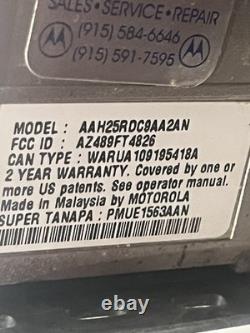 SALES • SERVICE • REPAIR
(915) 584-6646
(915) 591-7595
MODEL : AAH25RDC9AA2AN
FCC ID : AZ489FT4826
CAN TYPE : WARUA109195418A
2 YEAR WARRANTY. Covered by one or
more US patents. See operator manual.
Made in Malaysia by MOTOROLA
SUPER TANAPA : PMUE1563AAN
eBay